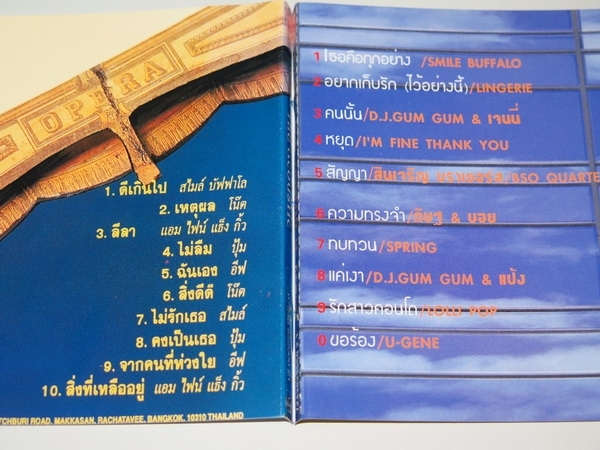 OPERA
1. ดีเกินไป สไมล์ บัฟฟาโล
2. เหตุผล โน๊ต
3. ลีลา แอม ไฟน์ แธ็ง กิ้ว
4. ไม่ลืม ปุ้ม
5. ฉันเอง อีฟ
6. สิ่งดีดี โน๊ต
7. ไม่รักเธอ สไมล์
8. คงเป็นเธอ ปุ้ม
9. จากคนที่ห่วงใย อีฟ
10. สิ่งที่เหลืออยู่ แอม ไฟน์ แธ็ง กิ้ว
TCHBURI ROAD, MAKKASAN, RACHATAVEE, BANGKOK, 10310 THAILAND
1 เธอคือทุกอย่าง /SMILE BUFFALO
2 อยากเก็บรัก (ไว้อย่างนี้) /LINGERIE
3 คนนั้น/D.J.GUM GUM & เจนนี่
4 หยุด/I'M FINE THANK YOU
5 สัญญา/ /BSO QUARTE
6 ความทรงจำ/ & บอย
7 ทบทวน/SPRING
8 แค่เงา/D.J.GUM GUM & แป้ง
9 รักสาวคอนโด/LOLLI POP
0 ขอร้อง/U-GENE